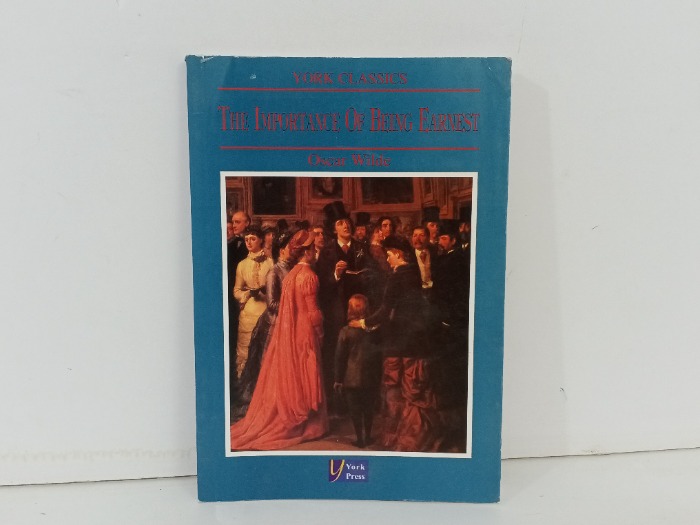 YORK CLASSICS
THE IMPORTANCE OF BEING EARNEST
Oscar Wilde
York
Press